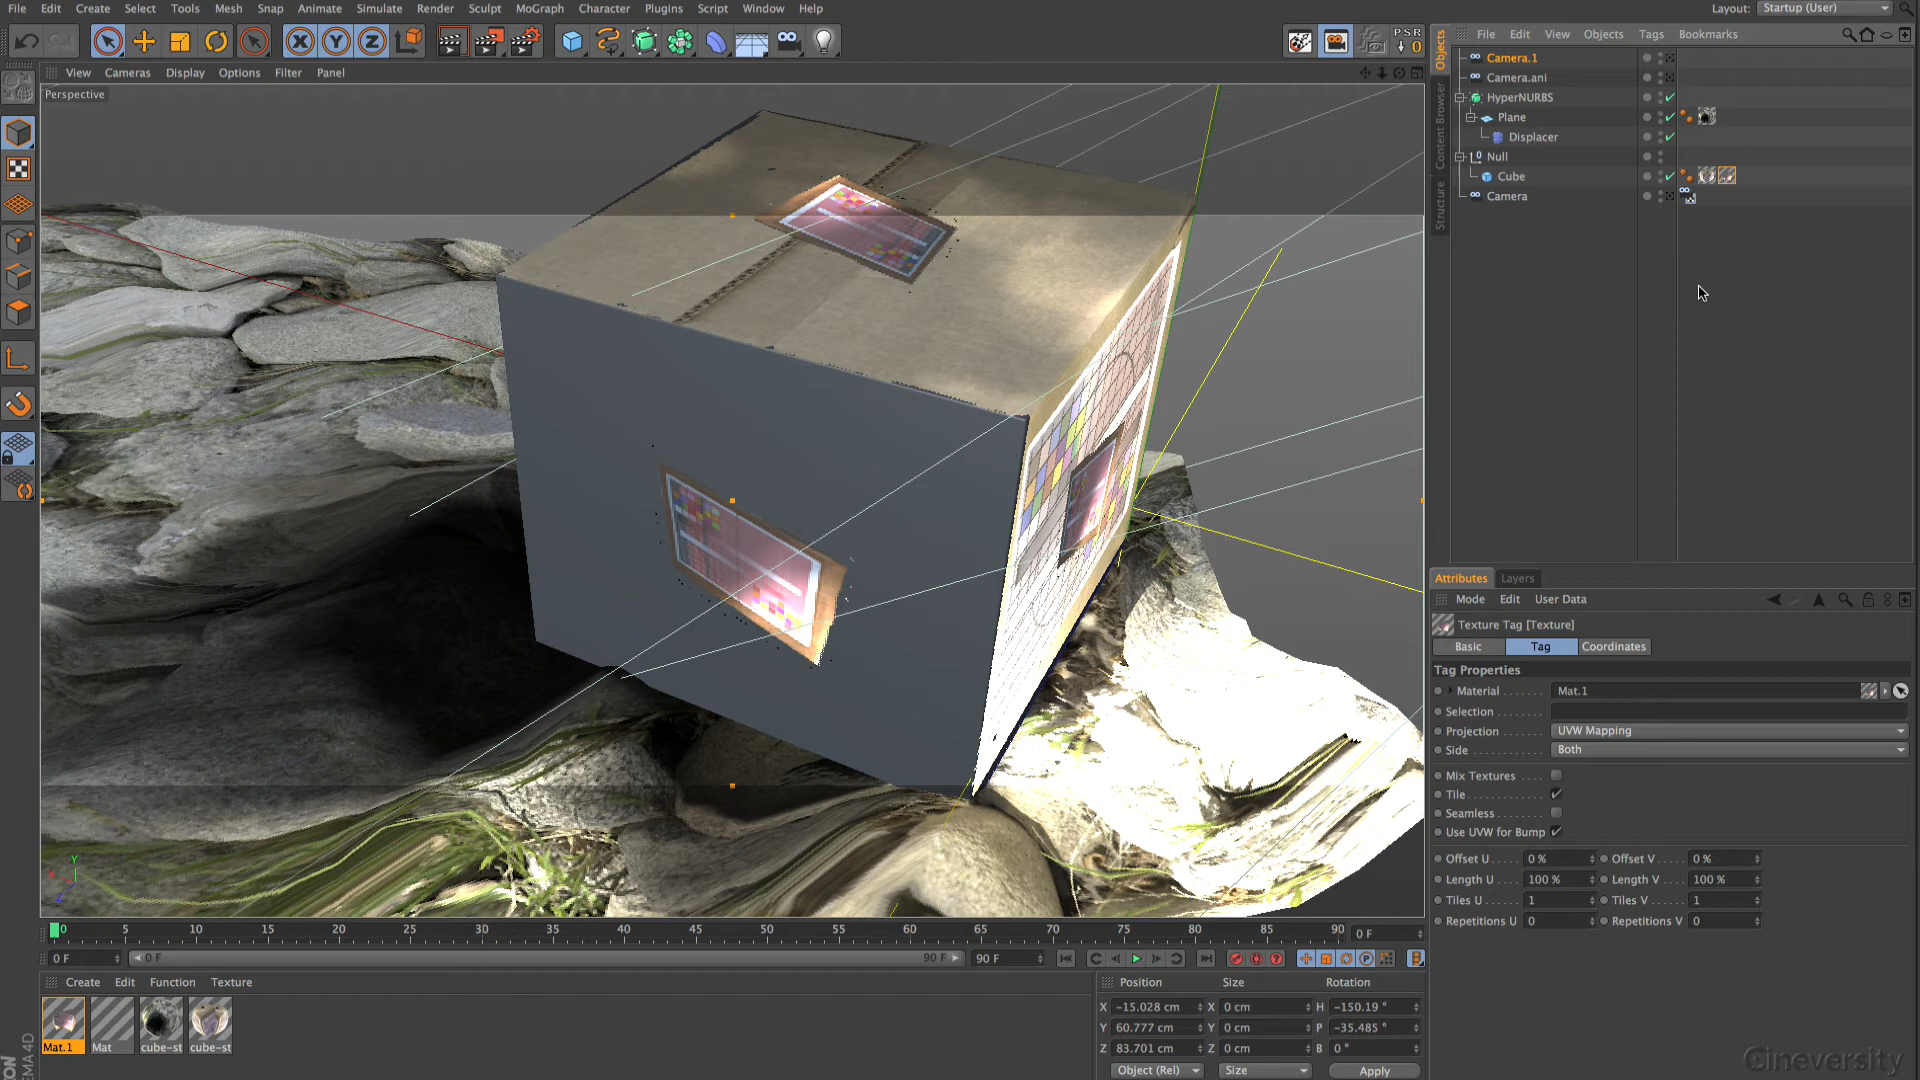 File Edit Create Select Tools Mesh Snap Animate Simulate Render Sculpt MoGraph Character Plugins Script Window Help
Layout: Startup (User)
PSR
0
View Cameras Display Options Filter Panel
Perspective
Y
X
Z
0 5 10 15 20 25 30 35 40 45 50 55 60 65 70 75 80 85 90 0 F
0 F 0 F 90 F 90 F
Create Edit Function Texture
Mat.1 Mat cube-st cube-st
Position Size Rotation
X -15.028 cm X 0 cm H -150.19 °
Y 60.777 cm Y 0 cm P -35.485 °
Z 83.701 cm Z 0 cm B 0 °
Object (Rel) Size Apply
Objects
Content Browser
Structure
File Edit View Objects Tags Bookmarks
Camera.1
Camera.ani
HyperNURBS
Plane
Displacer
Null
Cube
Camera
Attributes Layers
Mode Edit User Data
Texture Tag [Texture]
Basic Tag Coordinates
Tag Properties
Material Mat.1
Selection
Projection UVW Mapping
Side Both
Mix Textures
Tile
Seamless
Use UVW for Bump
Offset U 0 % Offset V 0 %
Length U 100 % Length V 100 %
Tiles U 1 Tiles V 1
Repetitions U 0 Repetitions V 0
Cineversity